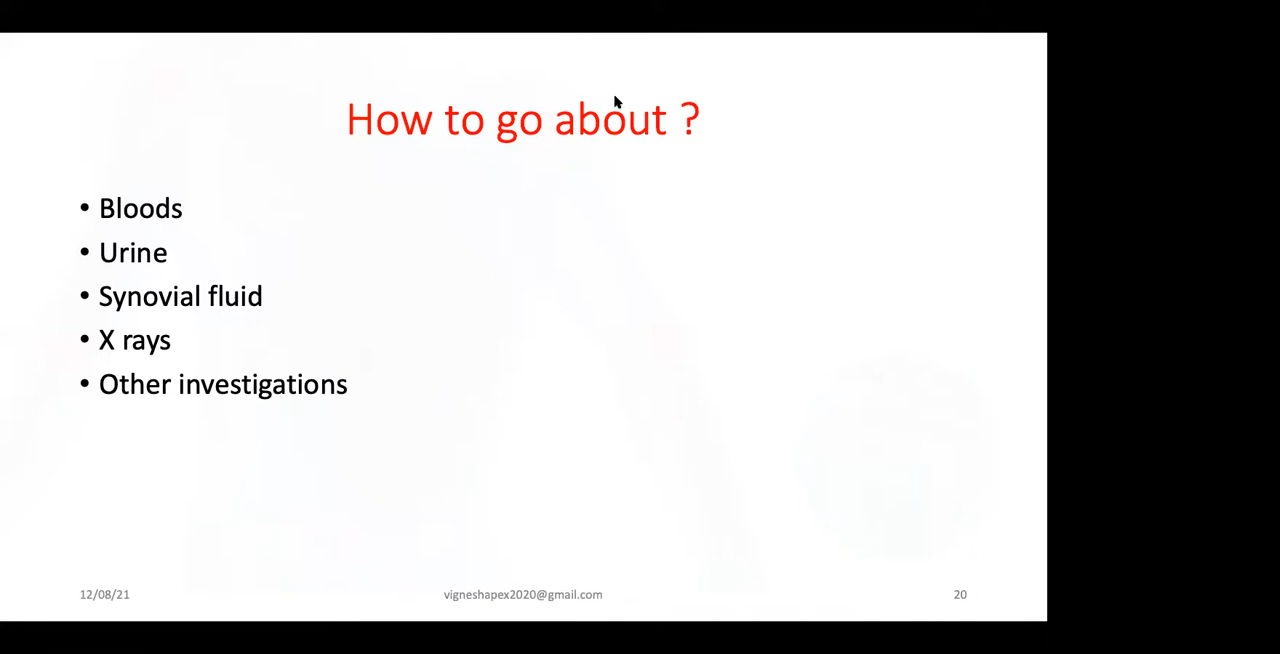 How to go about ?
• Bloods
• Urine
• Synovial fluid
• X rays
• Other investigations
12/08/21
vigneshapex2020@gmail.com
20